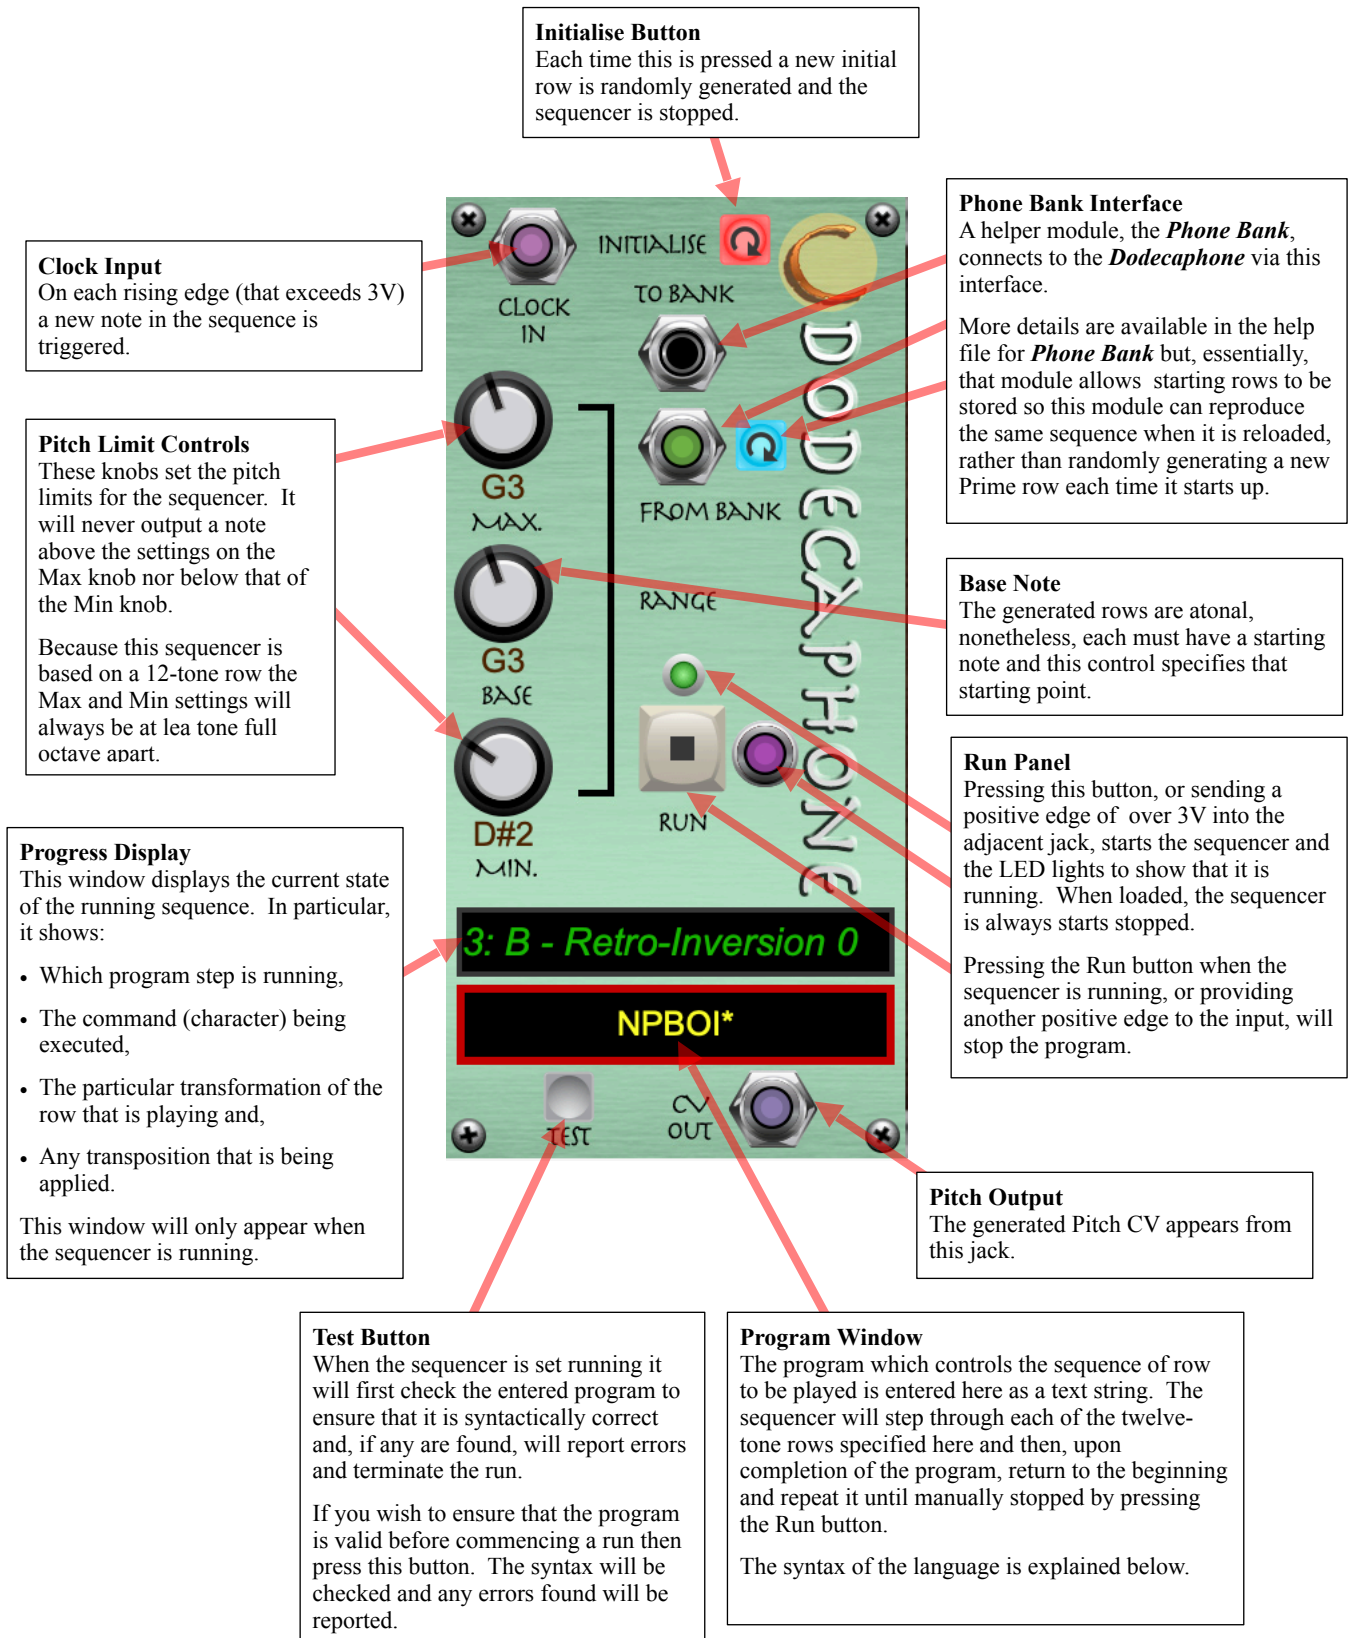 Initialise Button
Each time this is pressed a new initial
row is randomly generated and the
sequencer is stopped.
Clock Input
On each rising edge (that exceeds 3V)
a new note in the sequence is
triggered.
Pitch Limit Controls
These knobs set the pitch
limits for the sequencer. It
will never output a note
above the settings on the
Max knob nor below that of
the Min knob.
Because this sequencer is
based on a 12-tone row the
Max and Min settings will
always be at lea tone full
octave apart.
Progress Display
This window displays the current state
of the running sequence. In particular,
it shows:
• Which program step is running,
• The command (character) being
executed,
• The particular transformation of the
row that is playing and,
• Any transposition that is being
applied.
This window will only appear when
the sequencer is running.
INITIALISE
CLOCK
IN
TO BANK
G3
MAX.
FROM BANK
RANGE
G3
BASE
RUN
D#2
MIN.
DODECAPHONE
3: B - Retro-Inversion 0
NPBOI*
TEST
CV
OUT
Phone Bank Interface
A helper module, the Phone Bank,
connects to the Dodecaphone via this
interface.
More details are available in the help
file for Phone Bank but, essentially,
that module allows starting rows to be
stored so this module can reproduce
the same sequence when it is reloaded,
rather than randomly generating a new
Prime row each time it starts up.
Base Note
The generated rows are atonal,
nonetheless, each must have a starting
note and this control specifies that
starting point.
Run Panel
Pressing this button, or sending a
positive edge of over 3V into the
adjacent jack, starts the sequencer and
the LED lights to show that it is
running. When loaded, the sequencer
is always starts stopped.
Pressing the Run button when the
sequencer is running, or providing
another positive edge to the input, will
stop the program.
Pitch Output
The generated Pitch CV appears from
this jack.
Test Button
When the sequencer is set running it
will first check the entered program to
ensure that it is syntactically correct
and, if any are found, will report errors
and terminate the run.
If you wish to ensure that the program
is valid before commencing a run then
press this button. The syntax will be
checked and any errors found will be
reported.
Program Window
The program which controls the sequence of row
to be played is entered here as a text string. The
sequencer will step through each of the twelve-
tone rows specified here and then, upon
completion of the program, return to the beginning
and repeat it until manually stopped by pressing
the Run button.
The syntax of the language is explained below.